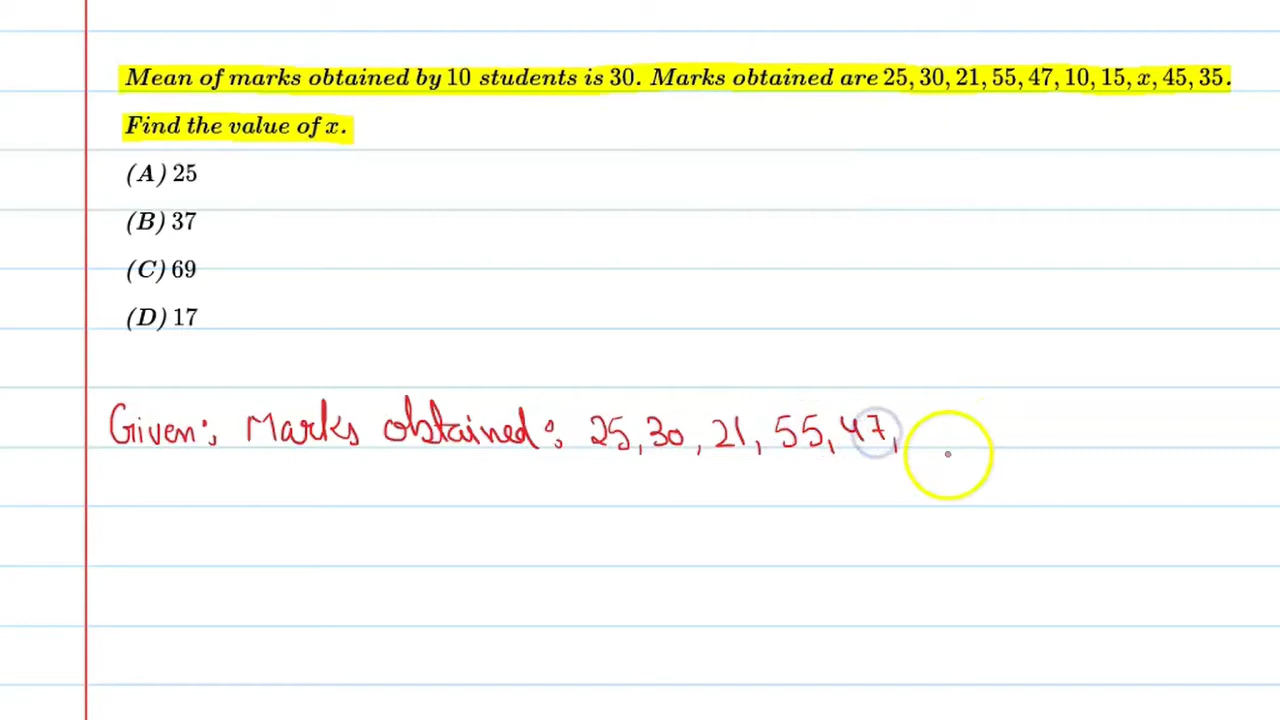 Mean of marks obtained by 10 students is 30. Marks obtained are 25, 30, 21, 55, 47, 10, 15, x, 45, 35.
Find the value of x.
(A) 25
(B) 37
(C) 69
(D) 17
Given: Marks obtained: 25, 30, 21, 55, 47,